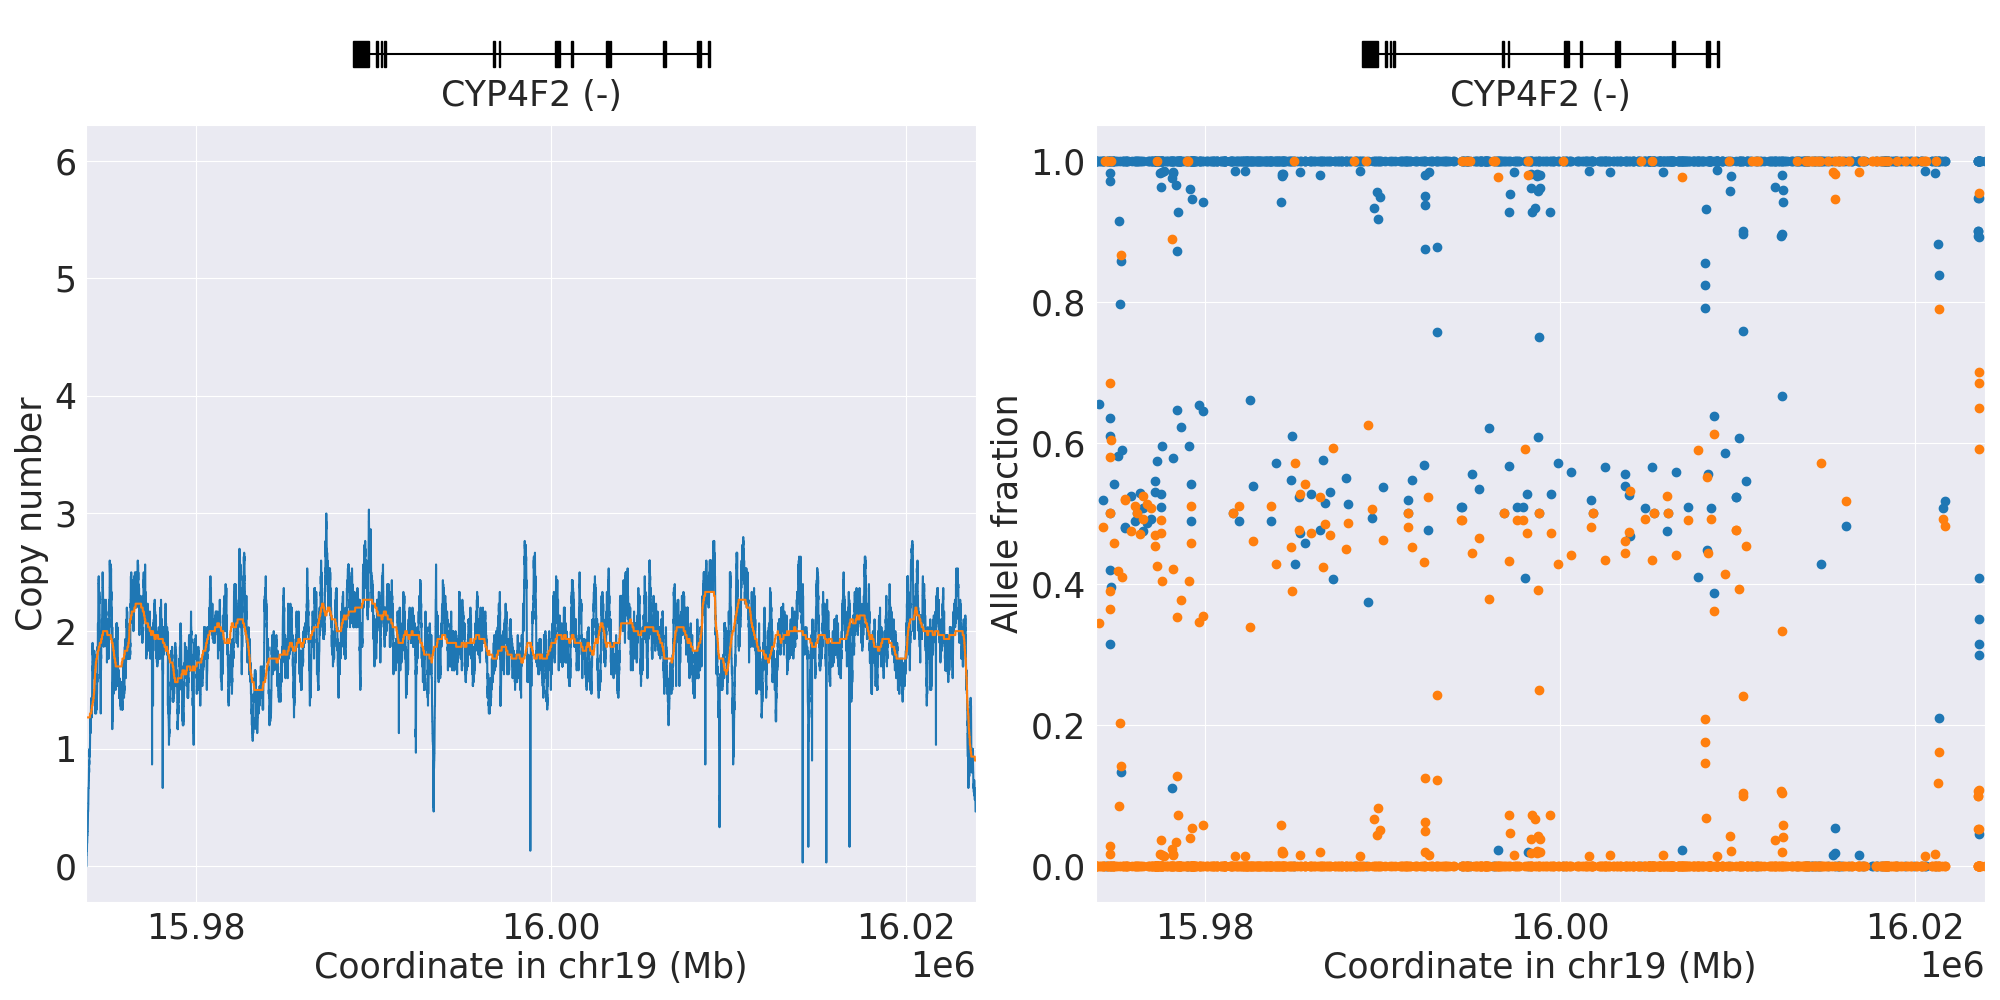 CYP4F2 (-)
6
5
4
3
2
1
0
Copy number
15.98
16.00
16.02
Coordinate in chr19 (Mb)
1e6
CYP4F2 (-)
1.0
0.8
0.6
0.4
0.2
0.0
Allele fraction
15.98
16.00
16.02
Coordinate in chr19 (Mb)
1e6